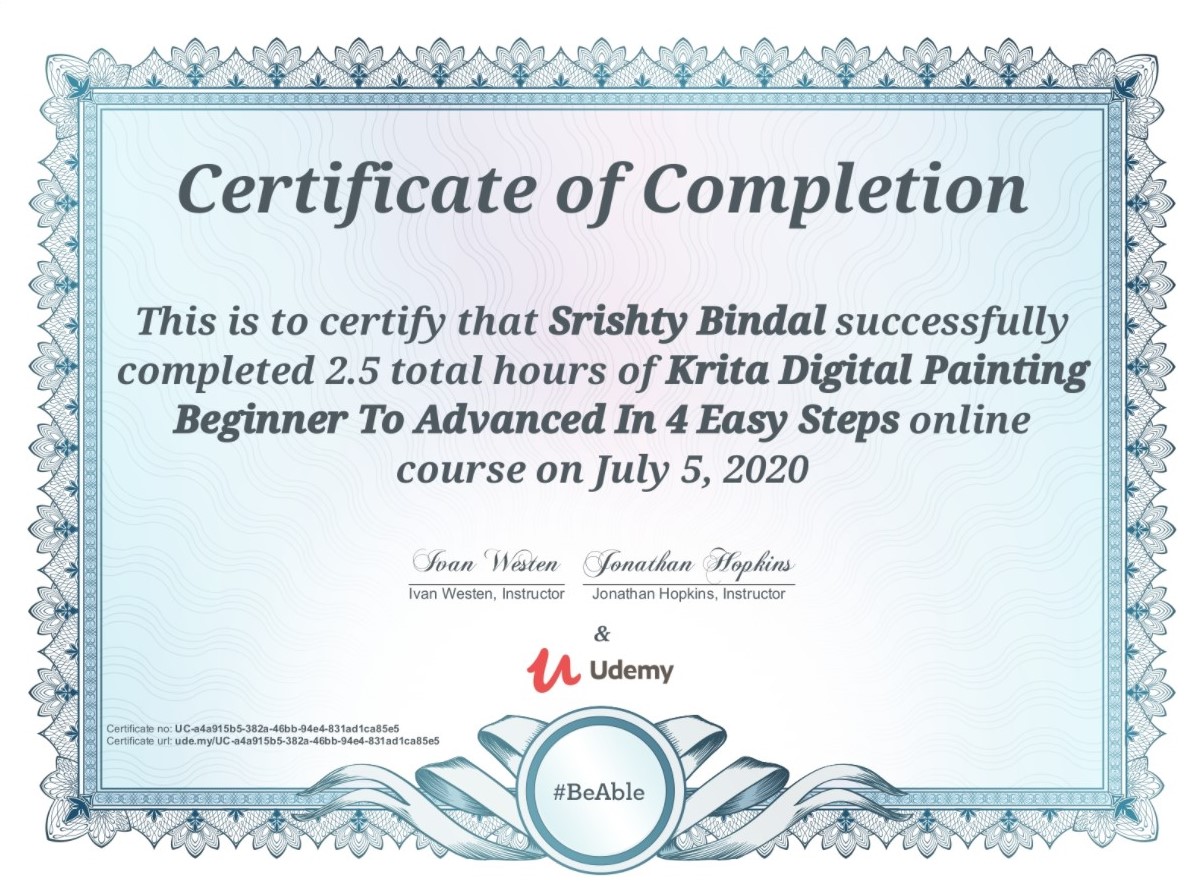 Certificate of Completion
This is to certify that Srishty Bindal successfully
completed 2.5 total hours of Krita Digital Painting
Beginner To Advanced In 4 Easy Steps online
course on July 5, 2020
Ivan Westen Jonathan Hopkins
Ivan Westen, Instructor Jonathan Hopkins, Instructor
&
Udemy
Certificate no: UC-a4a915b5-382a-46bb-94e4-831ad1ca85e5
Certificate url: ude.my/UC-a4a915b5-382a-46bb-94e4-831ad1ca85e5
#BeAble